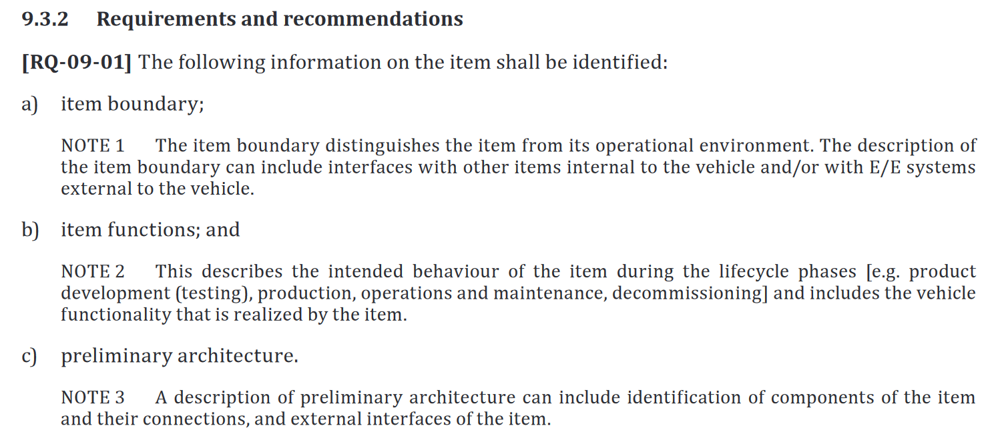 9.3.2 Requirements and recommendations
[RQ-09-01] The following information on the item shall be identified:
a) item boundary;
NOTE 1 The item boundary distinguishes the item from its operational environment. The description of
the item boundary can include interfaces with other items internal to the vehicle and/or with E/E systems
external to the vehicle.
b) item functions; and
NOTE 2 This describes the intended behaviour of the item during the lifecycle phases [e.g. product
development (testing), production, operations and maintenance, decommissioning] and includes the vehicle
functionality that is realized by the item.
c) preliminary architecture.
NOTE 3 A description of preliminary architecture can include identification of components of the item
and their connections, and external interfaces of the item.